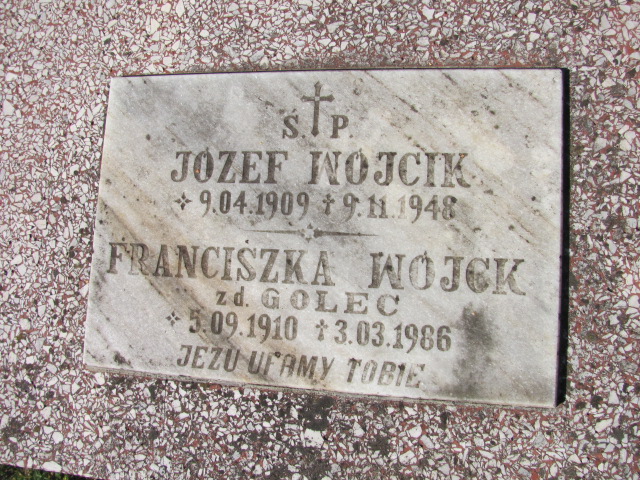 Ś. P.
JÓZEF WÓJCIK
9.04.1909 † 9.11.1948
FRANCISZKA WÓJCK
zd. GOLEC
5.09.1910 † 3.03.1986
JEZU UFAMY TOBIE